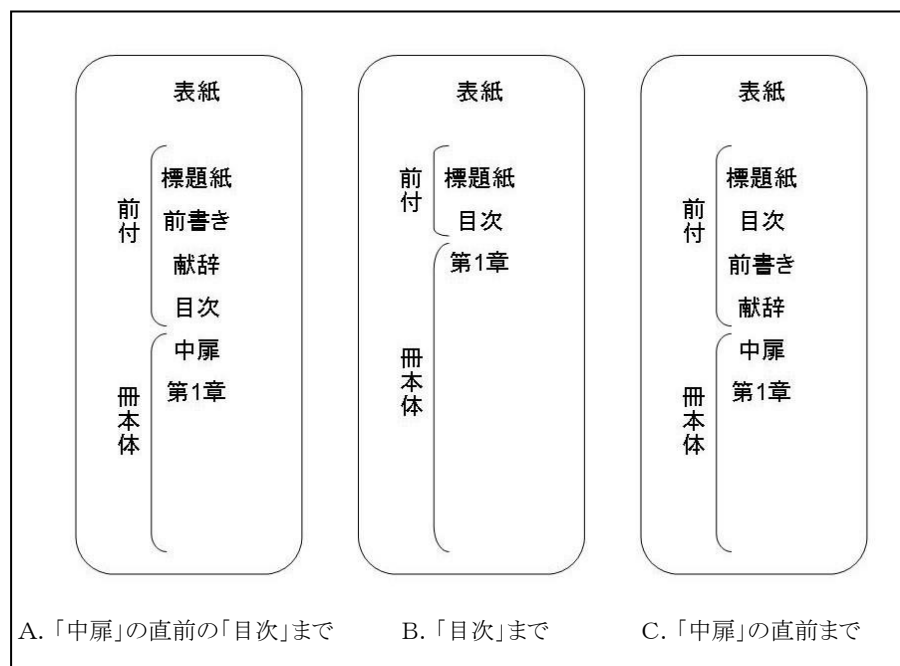 表紙
前付
標題紙
前書き
献辞
目次
冊本体
中扉
第1章
表紙
前付
標題紙
目次
冊本体
第1章
表紙
前付
標題紙
目次
前書き
献辞
冊本体
中扉
第1章
A.「中扉」の直前の「目次」まで
B.「目次」まで
C.「中扉」の直前まで